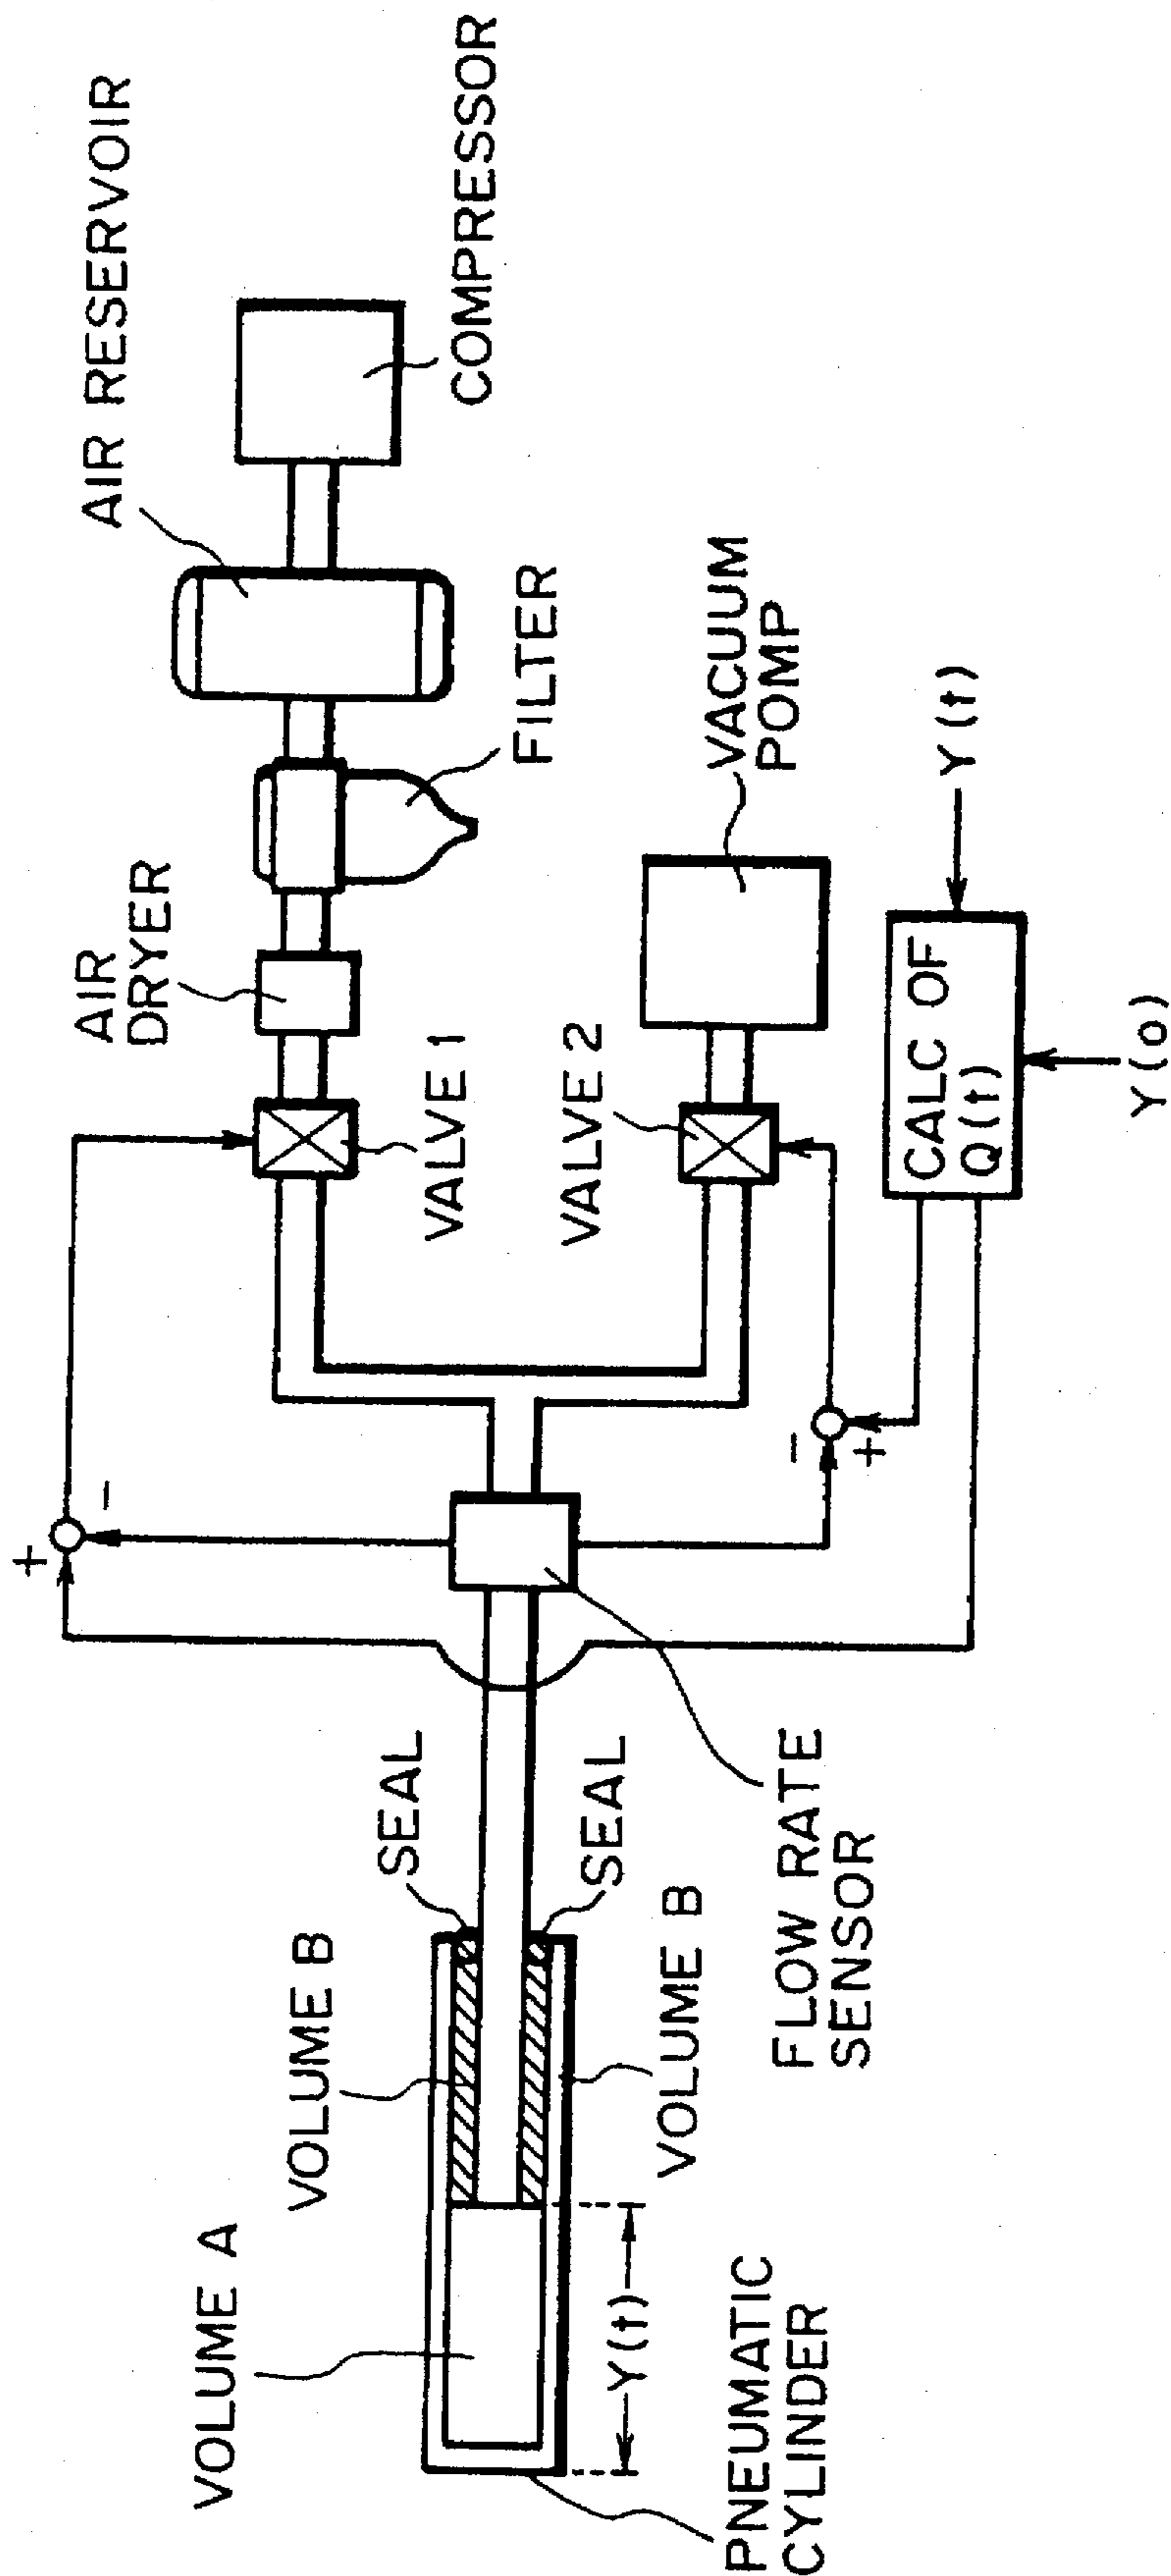 AIR RESERVOIR
COMPRESSOR
AIR
DRYER
FILTER
VALVE 1
VALVE 2
VACUUM
POMP
Y(t)
CALC OF
Q(t)
Y(o)
+
-
-
+
SEAL
SEAL
FLOW RATE
SENSOR
VOLUME B
VOLUME B
VOLUME A
Y(t)
PNEUMATIC
CYLINDER